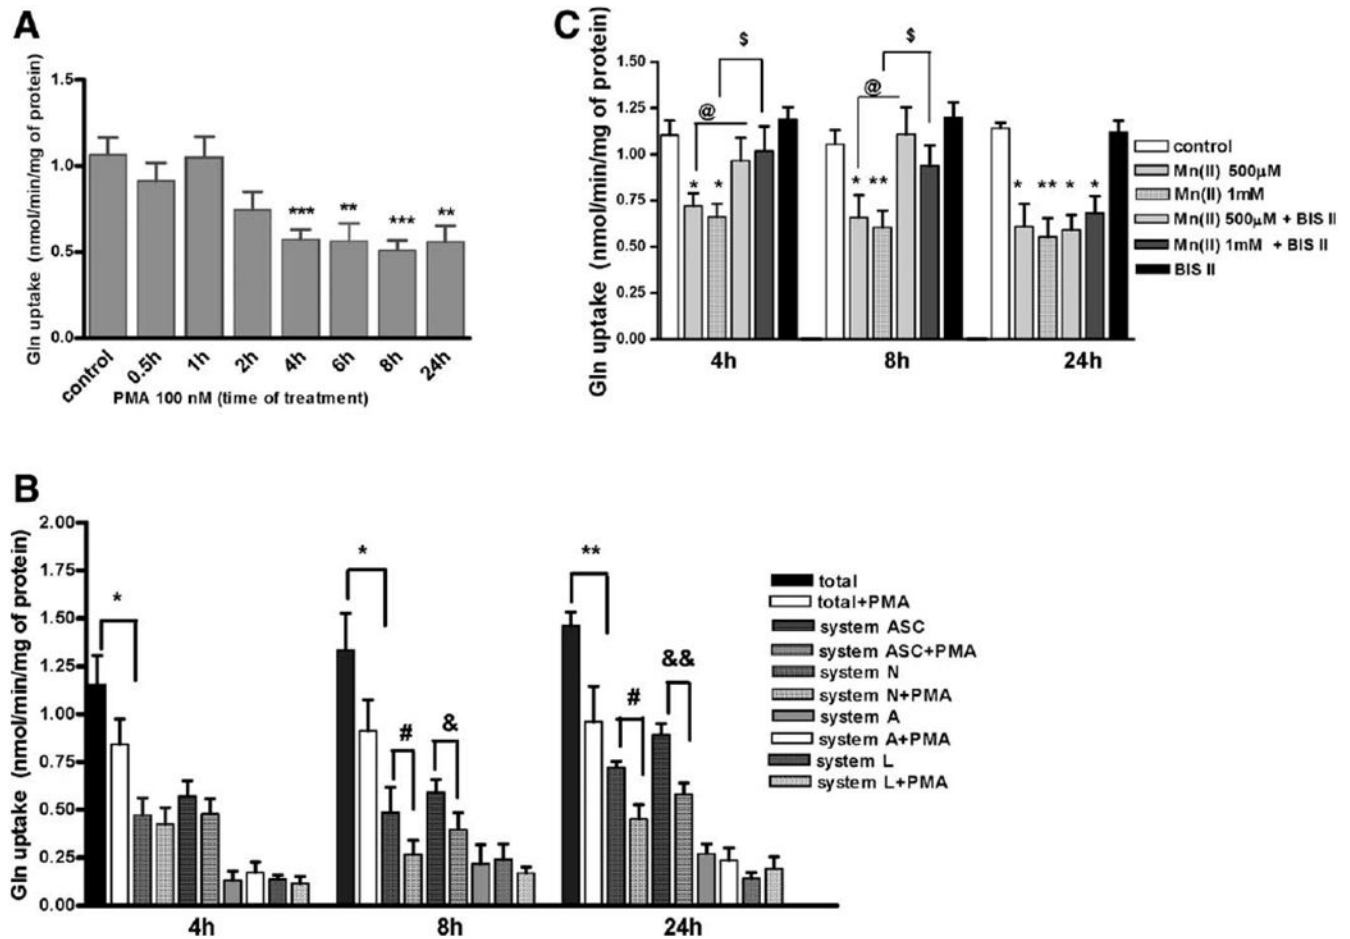 A
Gln uptake (nmol/min/mg of protein)
1.5
1.0
0.5
0.0
*** ** *** **
control 0.5h 1h 2h 4h 6h 8h 24h
PMA 100 nM (time of treatment)
C
Gln uptake (nmol/min/mg of protein)
1.50
1.25
1.00
0.75
0.50
0.25
0.00
$ $
@ @
* * * ** * ** * *
4h 8h 24h
control
Mn(II) 500µM
Mn(II) 1mM
Mn(II) 500µM + BIS II
Mn(II) 1mM + BIS II
BIS II
B
Gln uptake (nmol/min/mg of protein)
2.00
1.75
1.50
1.25
1.00
0.75
0.50
0.25
0.00
* * **
# & # &&
4h 8h 24h
total
total+PMA
system ASC
system ASC+PMA
system N
system N+PMA
system A
system A+PMA
system L
system L+PMA